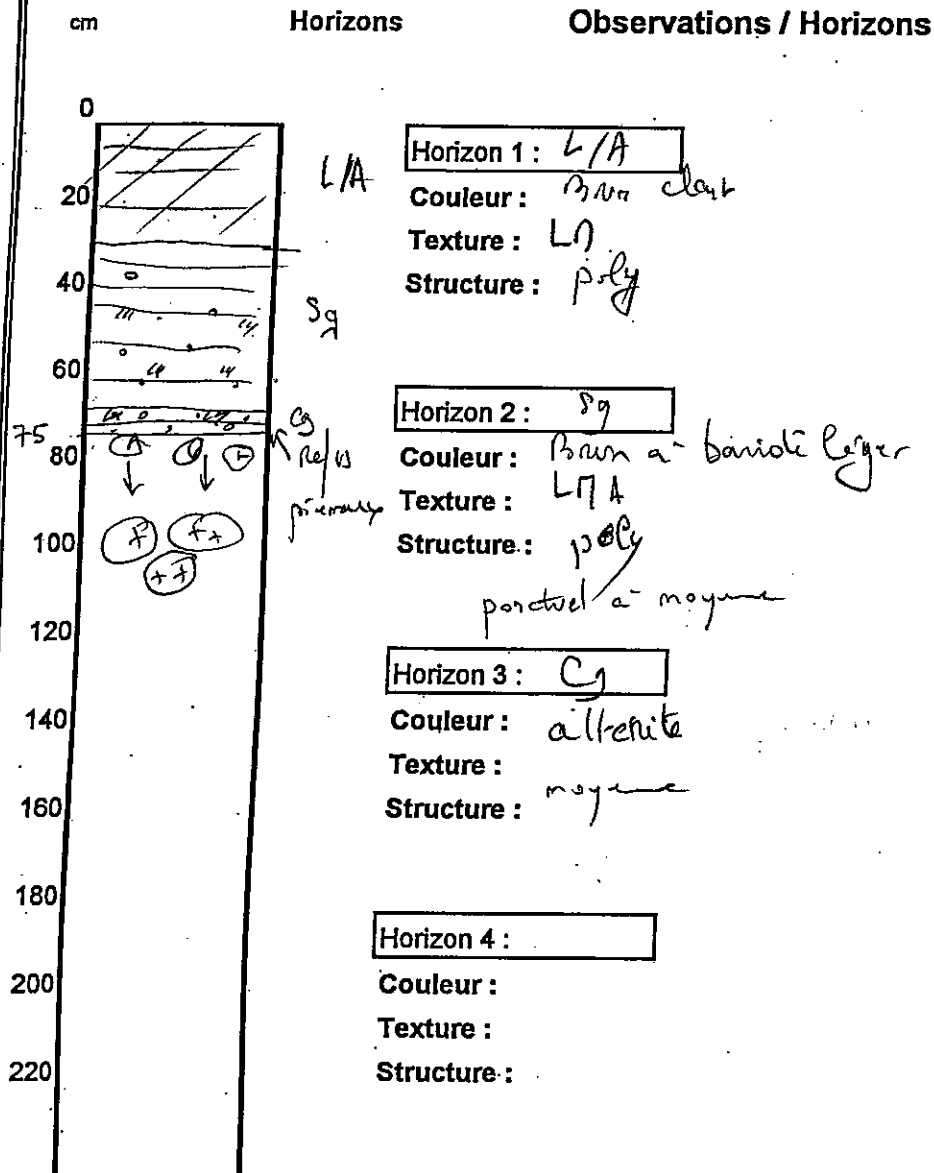 cm Horizons Observations / Horizons
0
20
40
60
75
80
100
120
140
160
180
200
220
L/A
Sg
Cg
Refus
Horizon 1 : L/A
Couleur : Brun clair
Texture : LM
Structure : poly
Horizon 2 : Sg
Couleur : Brun à bariolé léger
Texture : LMA
Structure : poly
ponctuel à moyenne
Horizon 3 : Cg
Couleur : altérite
Texture :
Structure : moyenne
Horizon 4 :
Couleur :
Texture :
Structure :